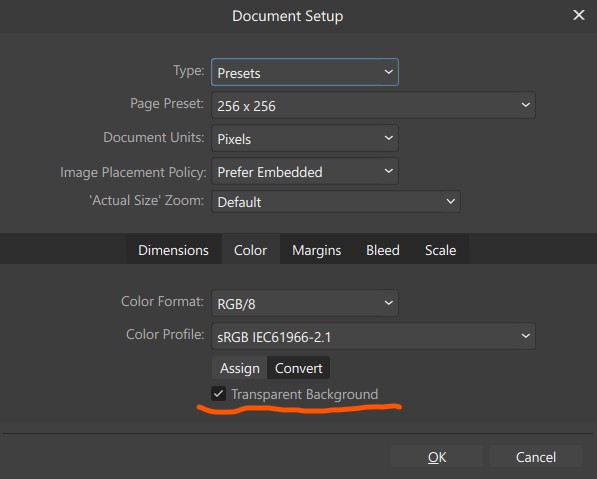 Document Setup
Type: Presets
Page Preset: 256 x 256
Document Units: Pixels
Image Placement Policy: Prefer Embedded
'Actual Size' Zoom: Default
Dimensions Color Margins Bleed Scale
Color Format: RGB/8
Color Profile: sRGB IEC61966-2.1
Assign Convert
Transparent Background
OK Cancel